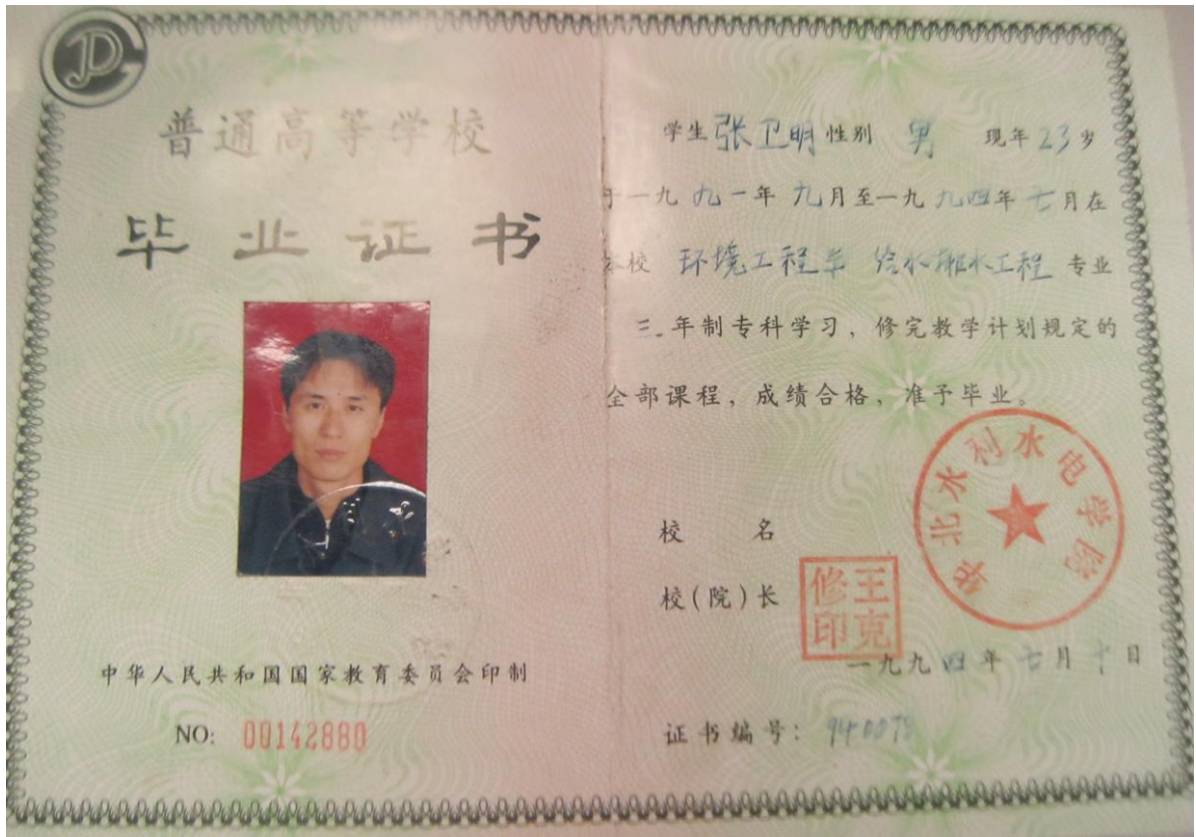 普通高等学校
毕业证书
中华人民共和国国家教育委员会印制
NO: 00142880
学生张卫明性别 男 现年23岁
于一九九一年九月至一九九四年七月在
本校 环境工程系 给水排水工程 专业
三年制专科学习，修完教学计划规定的
全部课程，成绩合格，准予毕业。
华北水利水电学院
校 名
校(院)长
王克修印
一九九四年七月十日
证书编号：